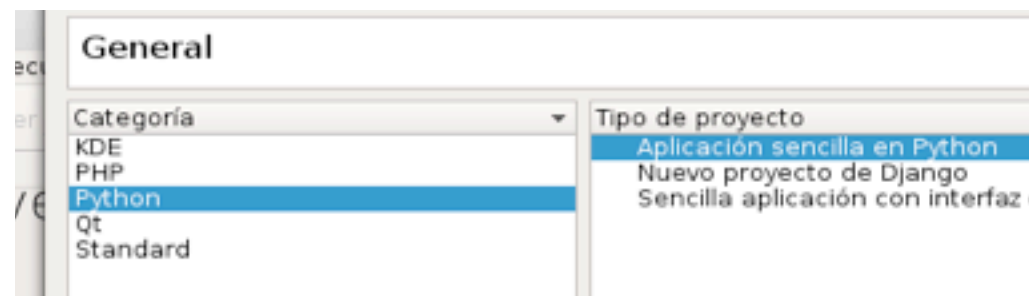 General
Categoría
KDE
PHP
Python
Qt
Standard
Tipo de proyecto
Aplicación sencilla en Python
Nuevo proyecto de Django
Sencilla aplicación con interfaz